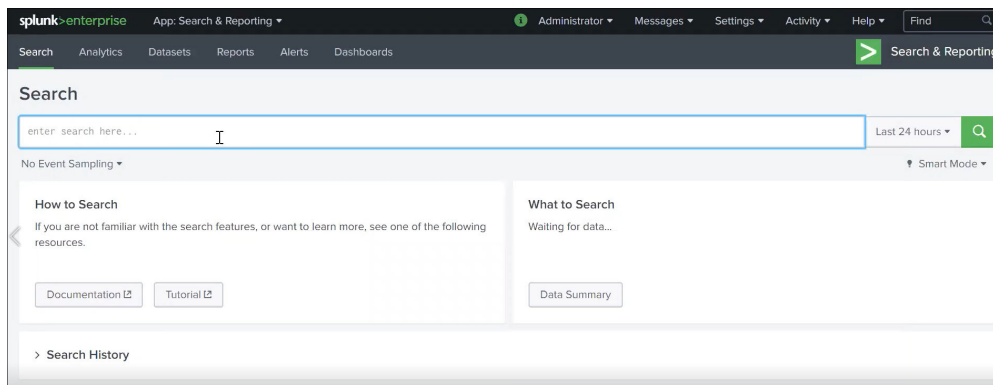 splunk>enterprise App: Search & Reporting Administrator Messages Settings Activity Help Find
Search Analytics Datasets Reports Alerts Dashboards > Search & Reporting
Search
enter search here... Last 24 hours
No Event Sampling Smart Mode
How to Search
If you are not familiar with the search features, or want to learn more, see one of the following
resources.
Documentation Tutorial
What to Search
Waiting for data...
Data Summary
> Search History